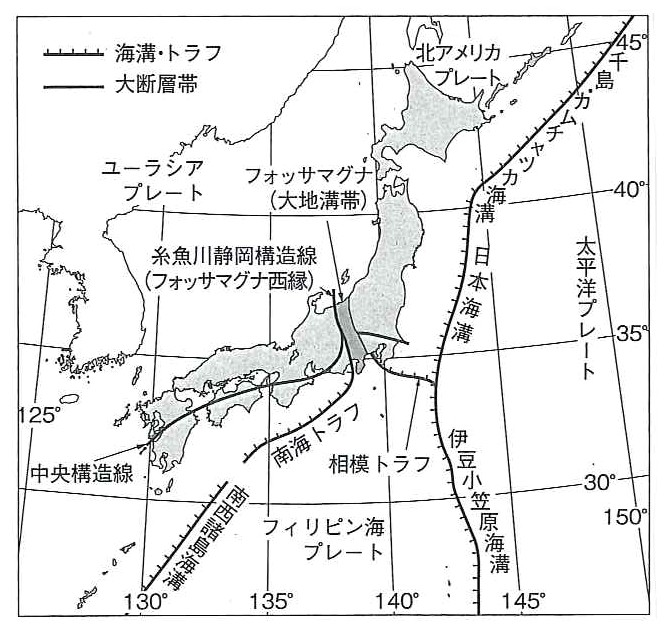 海溝・トラフ
大断層帯
北アメリカ
プレート
45°
千島・カムチャツカ海溝
ユーラシア
プレート
フォッサマグナ
(大地溝帯)
40°
糸魚川静岡構造線
(フォッサマグナ西縁)
日本海溝
太平洋プレート
35°
125°
中央構造線
南海トラフ
相模トラフ
伊豆小笠原海溝
30°
150°
南西諸島海溝
フィリピン海
プレート
130°
135°
140°
145°